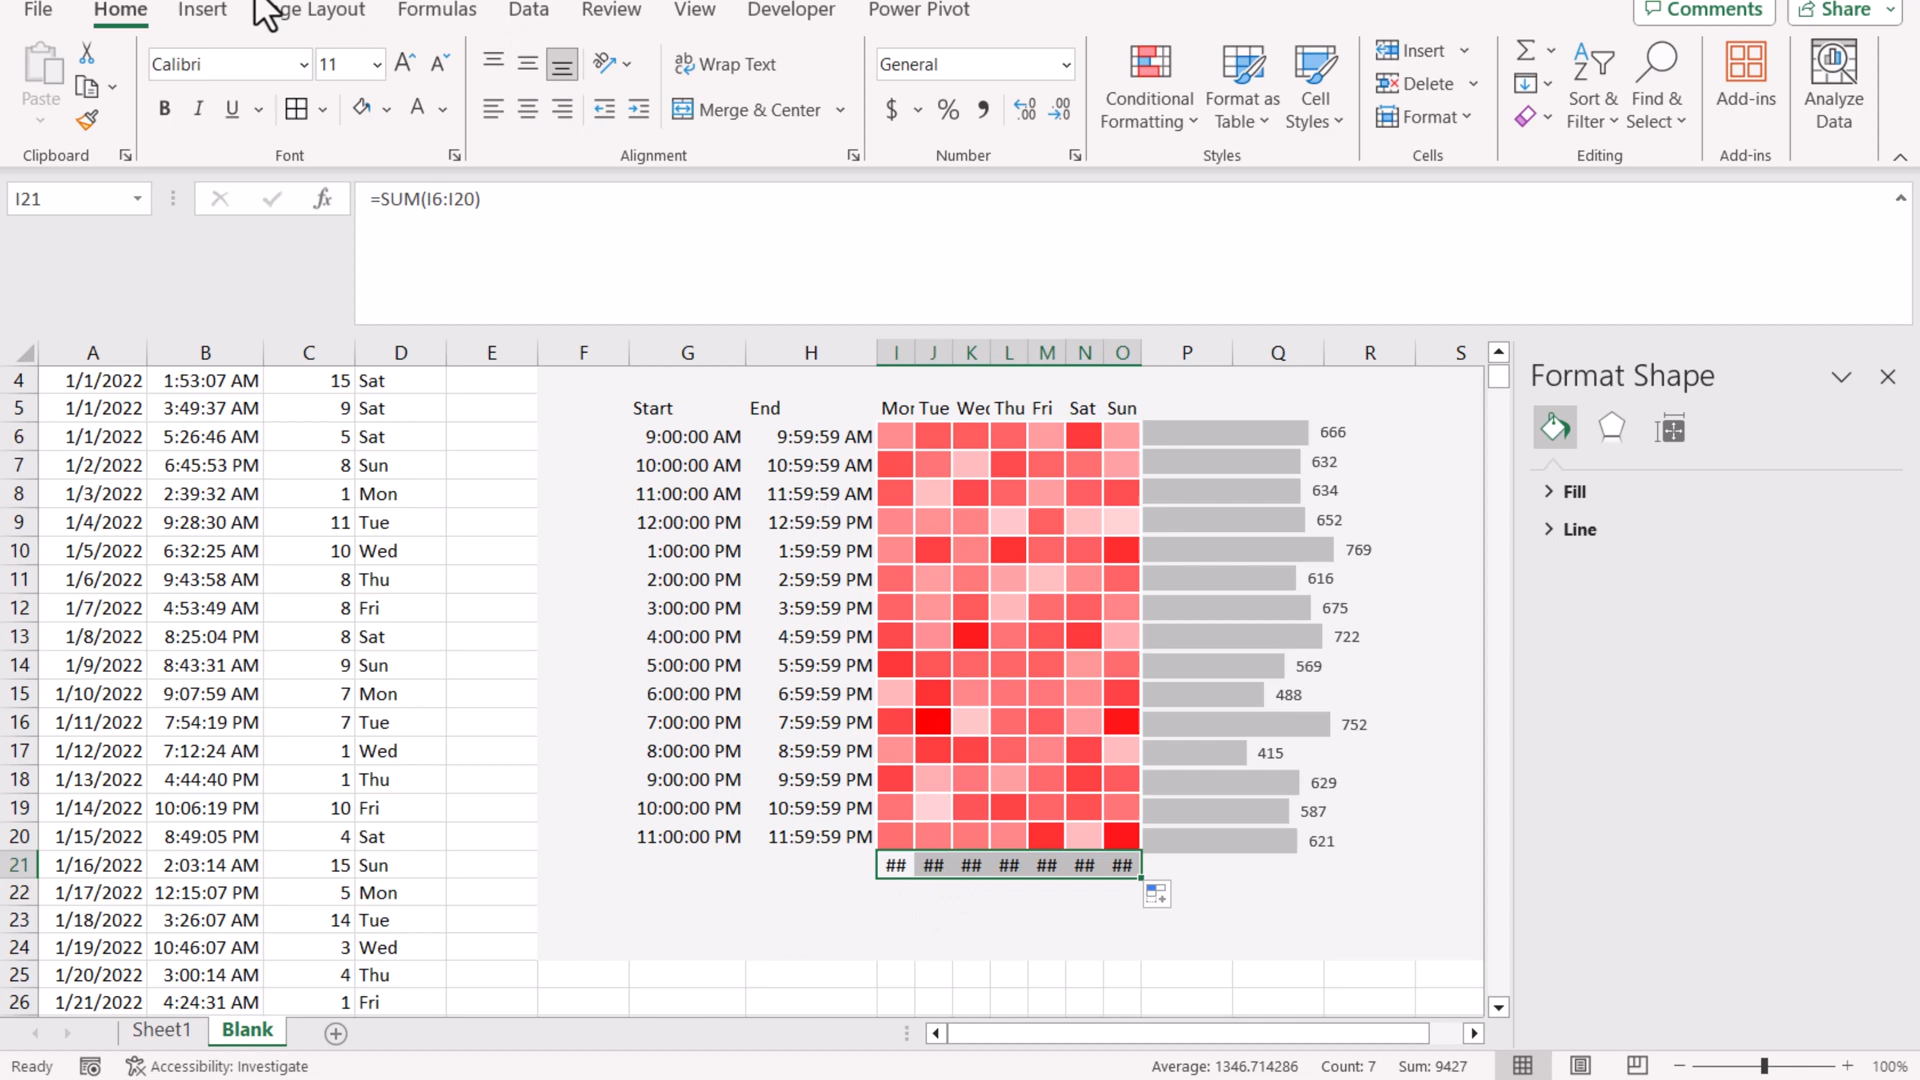 File Home Insert ge Layout Formulas Data Review View Developer Power Pivot Comments Share
Paste Calibri 11 A A Wrap Text General Conditional Formatting Format as Table Cell Styles Insert Delete Format Sort & Filter Find & Select Add-ins Analyze Data
B I U A Merge & Center $ % , .00
Clipboard Font Alignment Number Styles Cells Editing Add-ins
I21 fx =SUM(I6:I20)
A B C D E F G H I J K L M N O P Q R S
Format Shape
Fill
Line
4 1/1/2022 1:53:07 AM 15 Sat
5 1/1/2022 3:49:37 AM 9 Sat Start End Mor Tue Wec Thu Fri Sat Sun
6 1/1/2022 5:26:46 AM 5 Sat 9:00:00 AM 9:59:59 AM 666
7 1/2/2022 6:45:53 PM 8 Sun 10:00:00 AM 10:59:59 AM 632
8 1/3/2022 2:39:32 AM 1 Mon 11:00:00 AM 11:59:59 AM 634
9 1/4/2022 9:28:30 AM 11 Tue 12:00:00 PM 12:59:59 PM 652
10 1/5/2022 6:32:25 AM 10 Wed 1:00:00 PM 1:59:59 PM 769
11 1/6/2022 9:43:58 AM 8 Thu 2:00:00 PM 2:59:59 PM 616
12 1/7/2022 4:53:49 AM 8 Fri 3:00:00 PM 3:59:59 PM 675
13 1/8/2022 8:25:04 PM 8 Sat 4:00:00 PM 4:59:59 PM 722
14 1/9/2022 8:43:31 AM 9 Sun 5:00:00 PM 5:59:59 PM 569
15 1/10/2022 9:07:59 AM 7 Mon 6:00:00 PM 6:59:59 PM 488
16 1/11/2022 7:54:19 PM 7 Tue 7:00:00 PM 7:59:59 PM 752
17 1/12/2022 7:12:24 AM 1 Wed 8:00:00 PM 8:59:59 PM 415
18 1/13/2022 4:44:40 PM 1 Thu 9:00:00 PM 9:59:59 PM 629
19 1/14/2022 10:06:19 PM 10 Fri 10:00:00 PM 10:59:59 PM 587
20 1/15/2022 8:49:05 PM 4 Sat 11:00:00 PM 11:59:59 PM 621
21 1/16/2022 2:03:14 AM 15 Sun ## ## ## ## ## ## ##
22 1/17/2022 12:15:07 PM 5 Mon
23 1/18/2022 3:26:07 AM 14 Tue
24 1/19/2022 10:46:07 AM 3 Wed
25 1/20/2022 3:00:14 AM 4 Thu
26 1/21/2022 4:24:31 AM 1 Fri
Sheet1 Blank
Ready Accessibility: Investigate Average: 1346.714286 Count: 7 Sum: 9427 100%